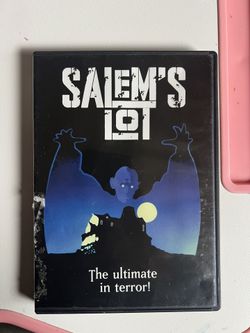 SALEM'S
LOT
The ultimate
in terror!